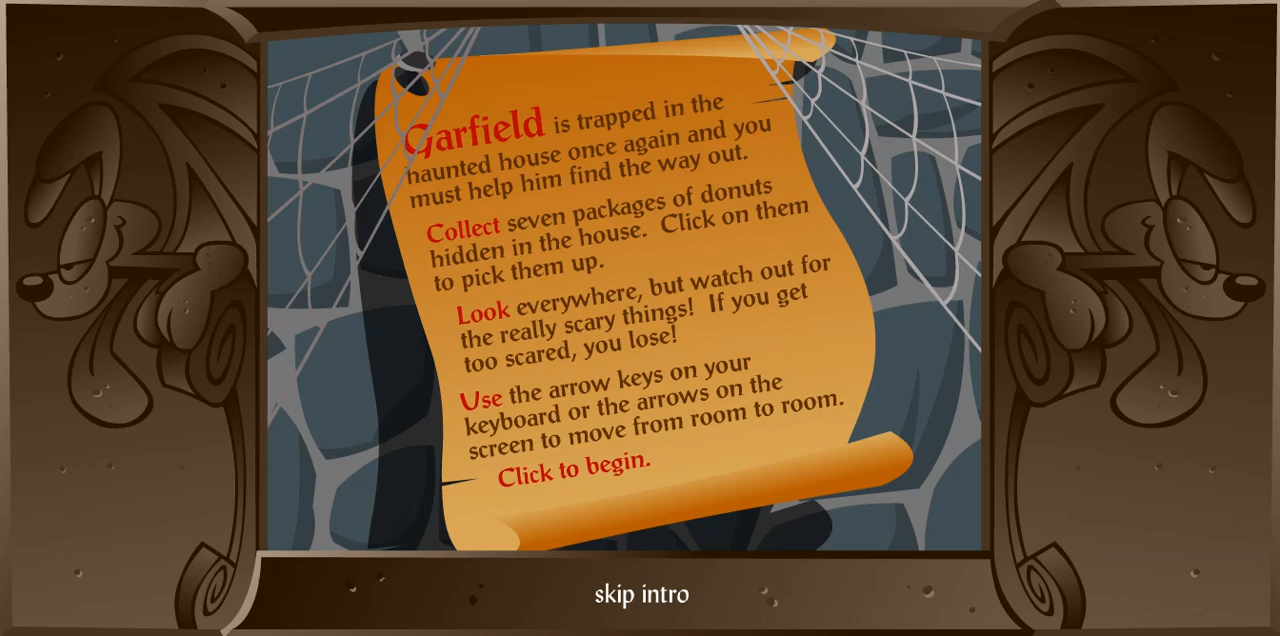 Garfield is trapped in the
haunted house once again and you
must help him find the way out.
Collect seven packages of donuts
hidden in the house. Click on them
to pick them up.
Look everywhere, but watch out for
the really scary things! If you get
too scared, you lose!
Use the arrow keys on your
keyboard or the arrows on the
screen to move from room to room.
Click to begin.
skip intro